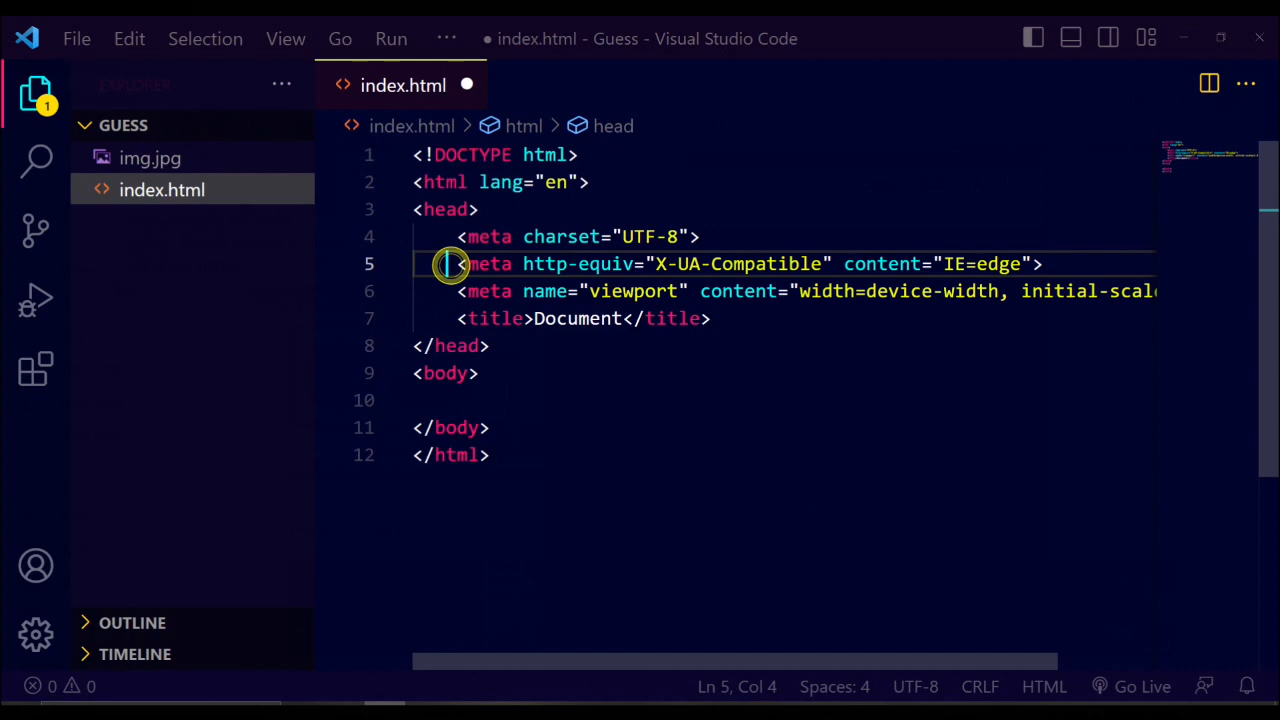 File Edit Selection View Go Run ··· ● index.html - Guess - Visual Studio Code
EXPLORER ···
1
GUESS
img.jpg
index.html
OUTLINE
TIMELINE
<> index.html ●
<> index.html > html > head
1 <!DOCTYPE html>
2 <html lang="en">
3 <head>
4 <meta charset="UTF-8">
5 <meta http-equiv="X-UA-Compatible" content="IE=edge">
6 <meta name="viewport" content="width=device-width, initial-scale
7 <title>Document</title>
8 </head>
9 <body>
10
11 </body>
12 </html>
0 0 Ln 5, Col 4 Spaces: 4 UTF-8 CRLF HTML Go Live